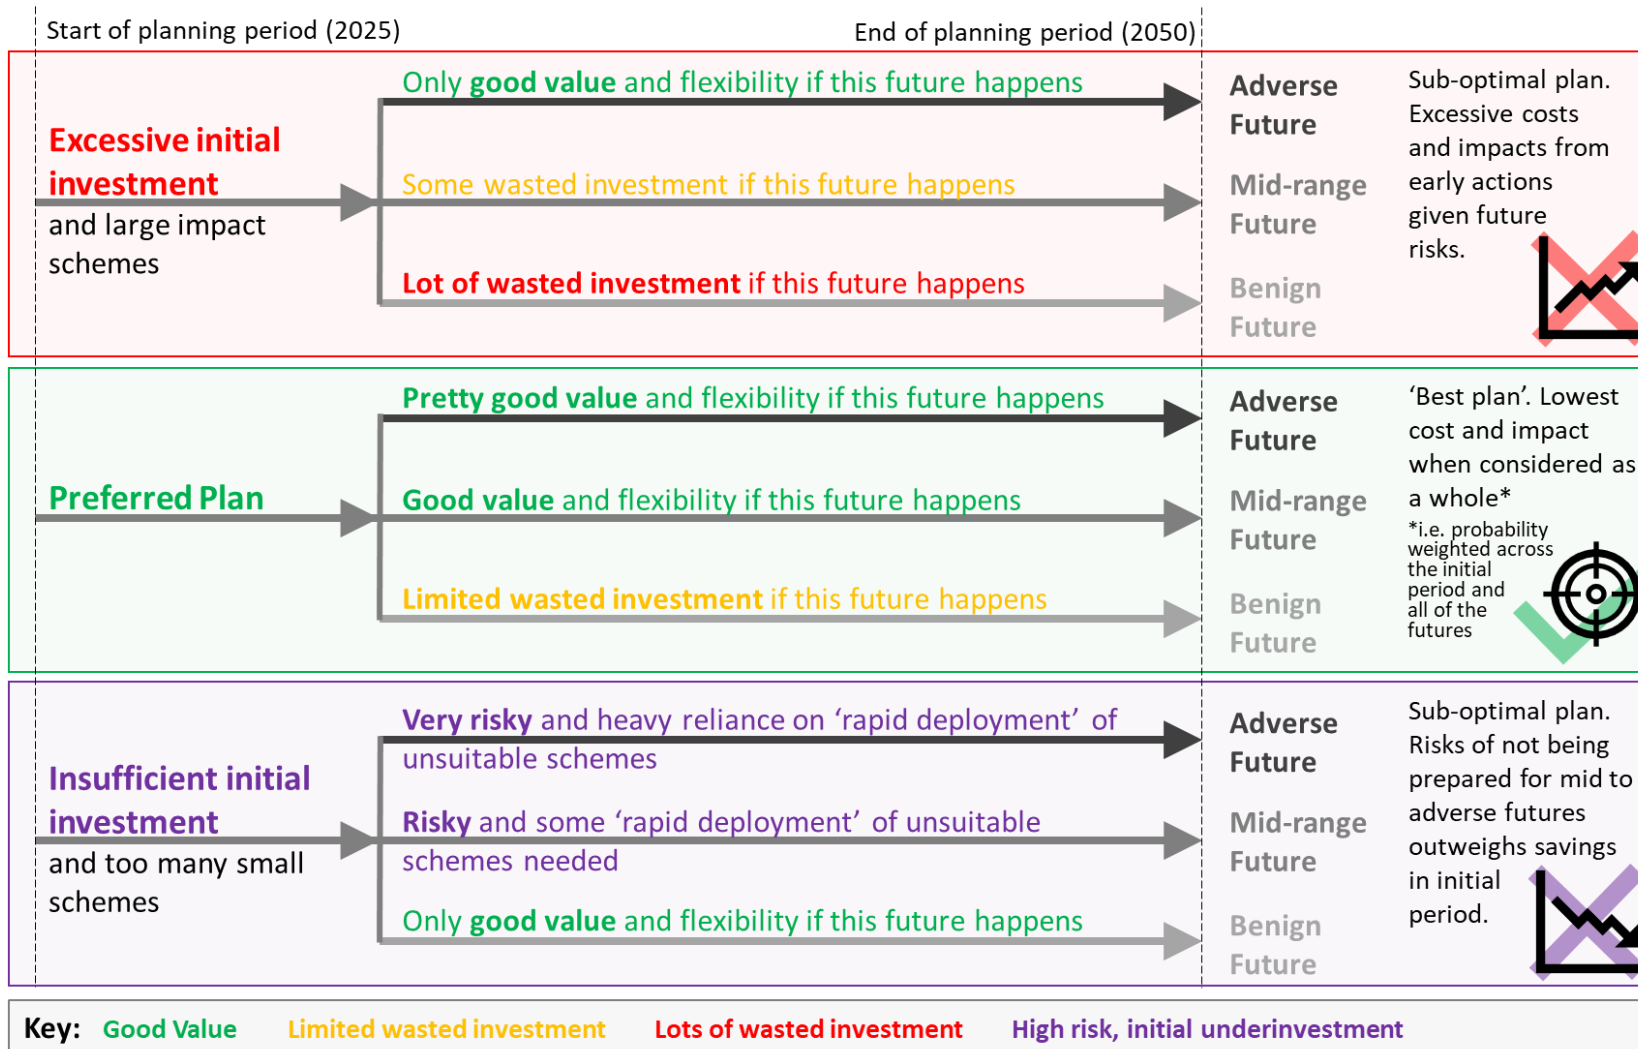 Start of planning period (2025)
End of planning period (2050)
Excessive initial
investment
and large impact
schemes
Only good value and flexibility if this future happens
Some wasted investment if this future happens
Lot of wasted investment if this future happens
Adverse
Future
Mid-range
Future
Benign
Future
Sub-optimal plan.
Excessive costs
and impacts from
early actions
given future
risks.
Preferred Plan
Pretty good value and flexibility if this future happens
Good value and flexibility if this future happens
Limited wasted investment if this future happens
Adverse
Future
Mid-range
Future
Benign
Future
‘Best plan’. Lowest
cost and impact
when considered as
a whole*
*i.e. probability
weighted across
the initial
period and
all of the
futures
Insufficient initial
investment
and too many small
schemes
Very risky and heavy reliance on ‘rapid deployment’ of
unsuitable schemes
Risky and some ‘rapid deployment’ of unsuitable
schemes needed
Only good value and flexibility if this future happens
Adverse
Future
Mid-range
Future
Benign
Future
Sub-optimal plan.
Risks of not being
prepared for mid to
adverse futures
outweighs savings
in initial
period.
Key: Good Value Limited wasted investment Lots of wasted investment High risk, initial underinvestment